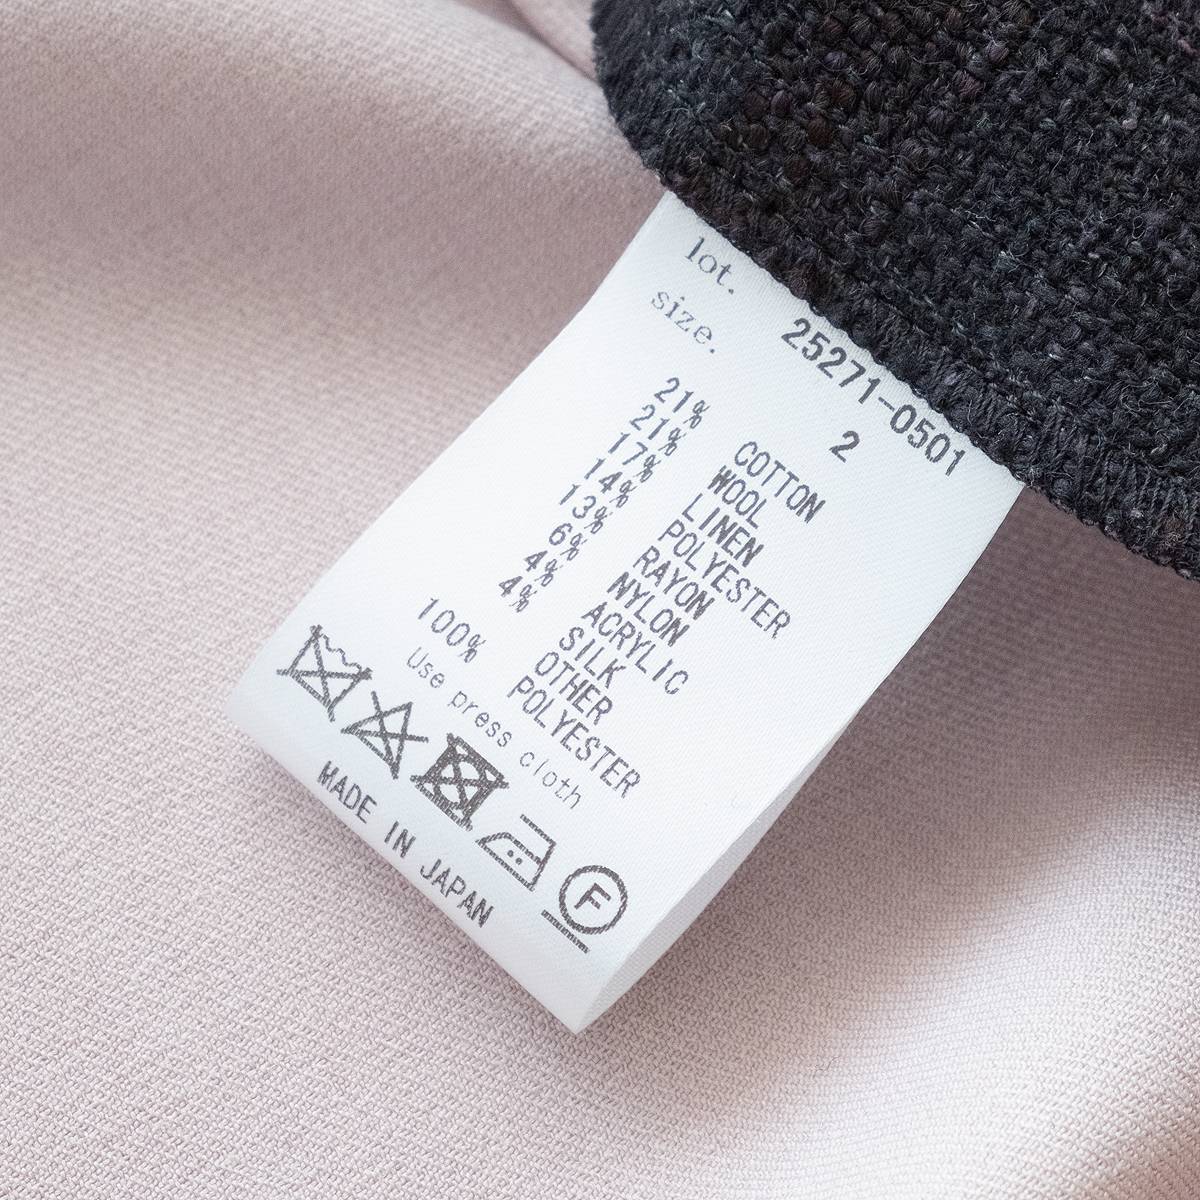 lot. 25271-0501
size. 2
21% COTTON
21% WOOL
17% LINEN
14% POLYESTER
13% RAYON
6% NYLON
4% ACRYLIC
4% SILK
OTHER
100% POLYESTER
Use press cloth
F
MADE IN JAPAN